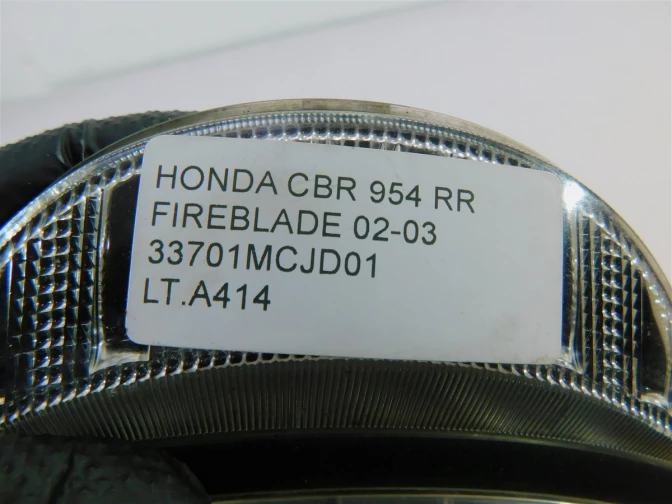 HONDA CBR 954 RR
FIREBLADE 02-03
33701MCJD01
LT.A414